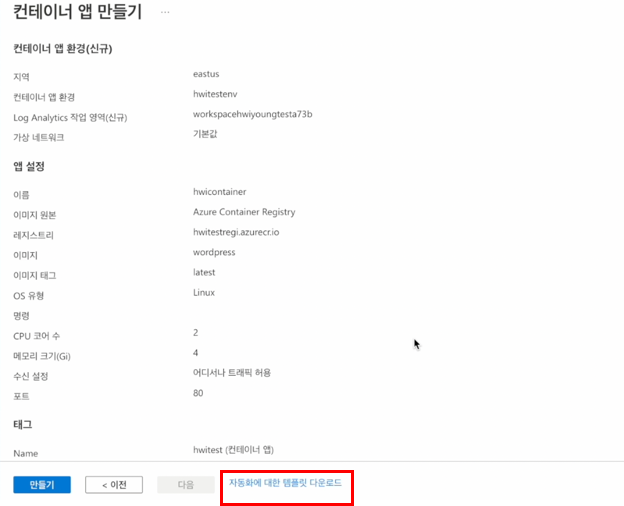 컨테이너 앱 만들기 ...
컨테이너 앱 환경(신규)
지역 eastus
컨테이너 앱 환경 hwitestenv
Log Analytics 작업 영역(신규) workspacehwiyoungtesta73b
가상 네트워크 기본값
앱 설정
이름 hwicontainer
이미지 원본 Azure Container Registry
레지스트리 hwitestregi.azurecr.io
이미지 wordpress
이미지 태그 latest
OS 유형 Linux
명령
CPU 코어 수 2
메모리 크기(Gi) 4
수신 설정 어디서나 트래픽 허용
포트 80
태그
Name hwitest (컨테이너 앱)
만들기 < 이전 다음 자동화에 대한 템플릿 다운로드